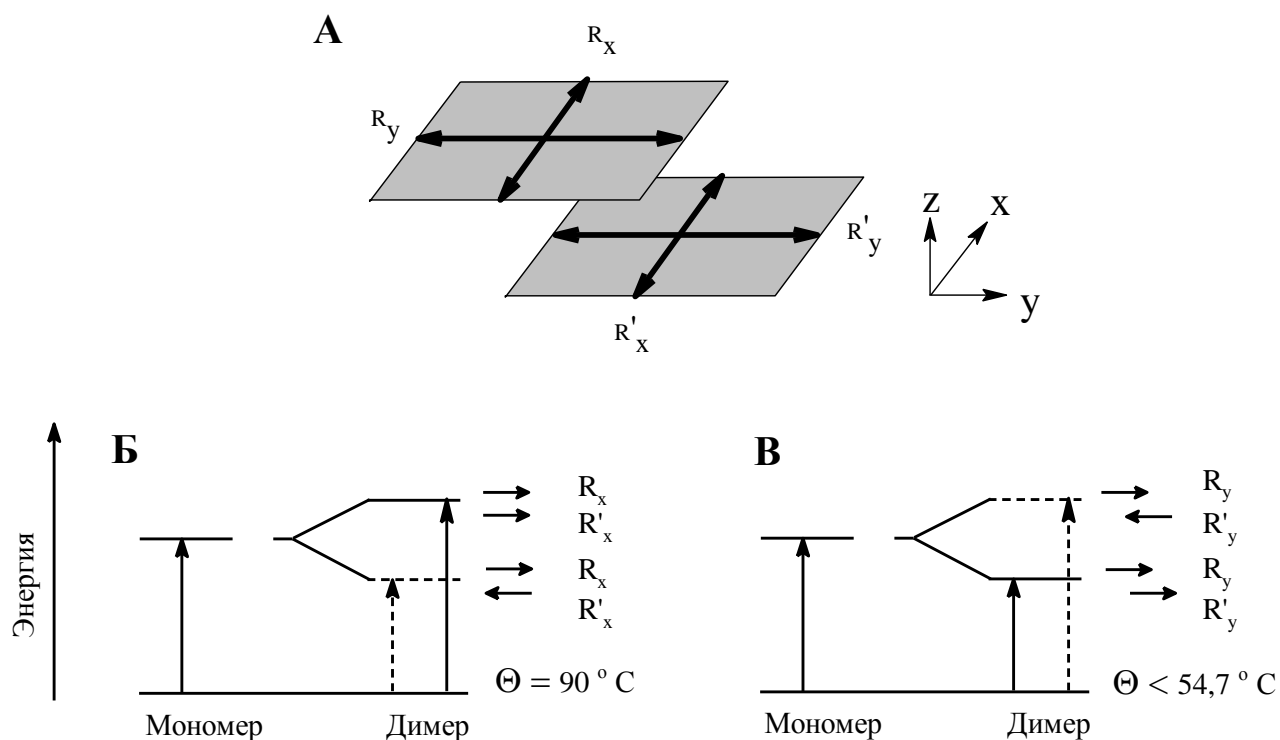 А
R_x
R_y
R'_y
R'_x
z
x
y
Энергия
Б
R_x
R'_x
R_x
R'_x
Θ = 90 ° C
Мономер Димер
В
R_y
R'_y
R_y
R'_y
Θ < 54,7 ° C
Мономер Димер